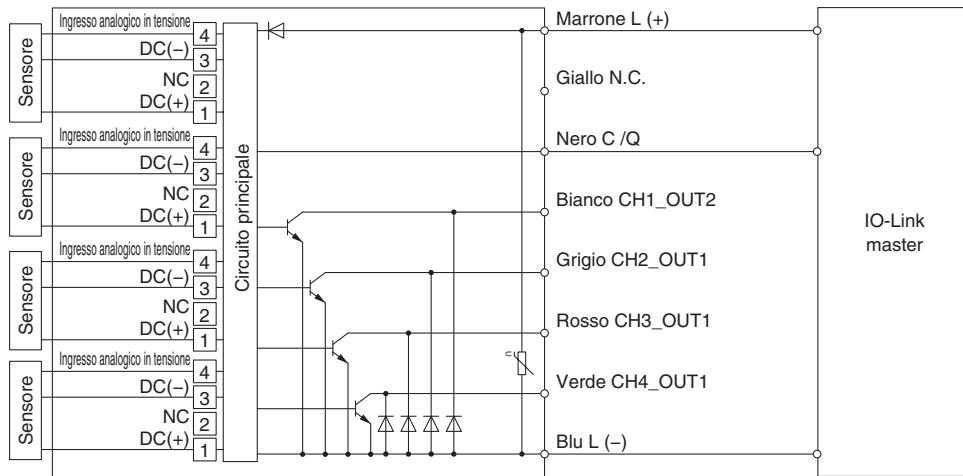 Sensore
Ingresso analogico in tensione
4
DC(−)
3
NC
2
DC(+)
1
Sensore
Ingresso analogico in tensione
4
DC(−)
3
NC
2
DC(+)
1
Sensore
Ingresso analogico in tensione
4
DC(−)
3
NC
2
DC(+)
1
Sensore
Ingresso analogico in tensione
4
DC(−)
3
NC
2
DC(+)
1
Circuito principale
Marrone L (+)
Giallo N.C.
Nero C /Q
Bianco CH1_OUT2
Grigio CH2_OUT1
Rosso CH3_OUT1
Verde CH4_OUT1
Blu L (−)
IO-Link
master